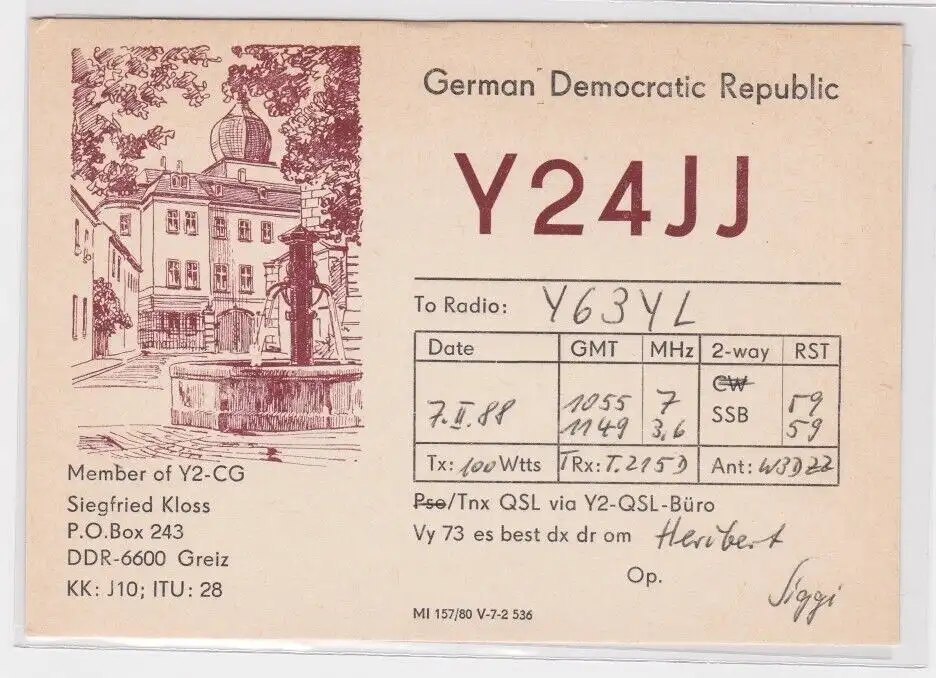 German Democratic Republic
Y24JJ
To Radio: Y63YL
Date GMT MHz 2-way RST
CW
7.II.88 1055 7 SSB 59
1149 3,6 59
Tx: 100 Wtts TRx: T.215D Ant: W3DZZ
Pse/Tnx QSL via Y2-QSL-Büro
Vy 73 es best dx dr om Heribert
Op. Siggi
MI 157/80 V-7-2 536
Member of Y2-CG
Siegfried Kloss
P.O.Box 243
DDR-6600 Greiz
KK: J10; ITU: 28